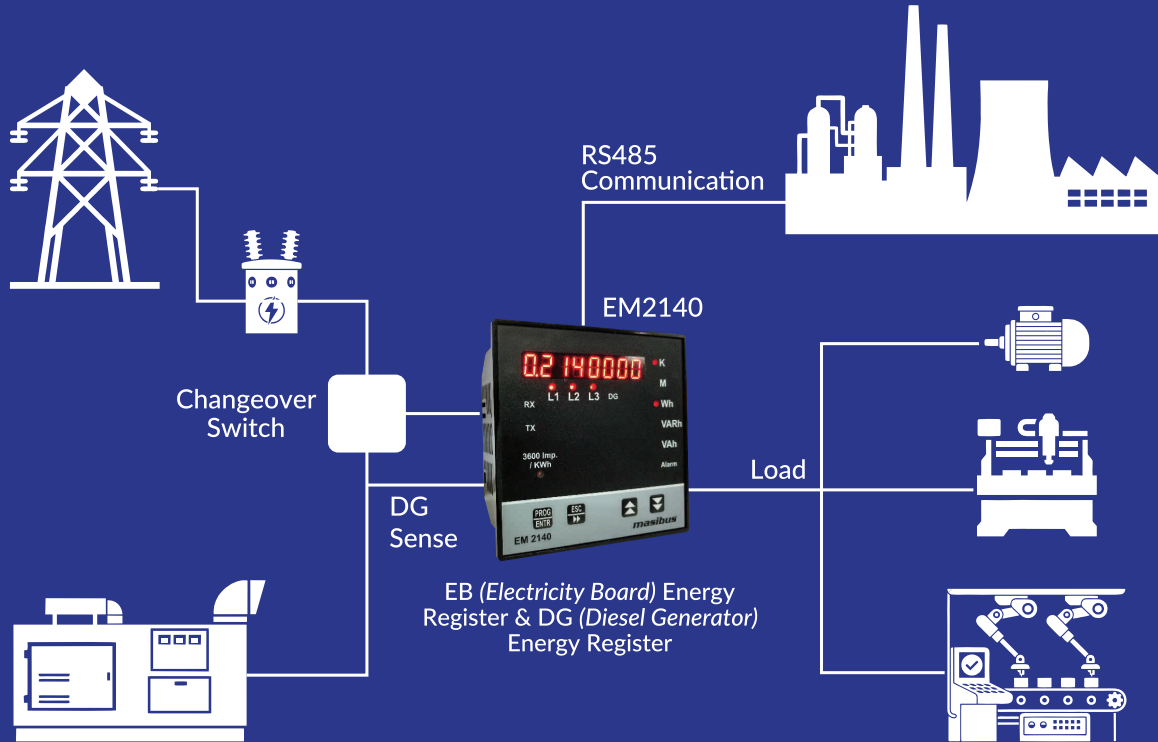 RS485
Communication
EM2140
0.2140000
K
M
L1 L2 L3 DG
RX
Wh
TX
VARh
VAh
3600 Imp.
/ KWh
Alarm
PROG
ENTR
ESC
masibus
EM 2140
Changeover
Switch
DG
Sense
Load
EB (Electricity Board) Energy
Register & DG (Diesel Generator)
Energy Register